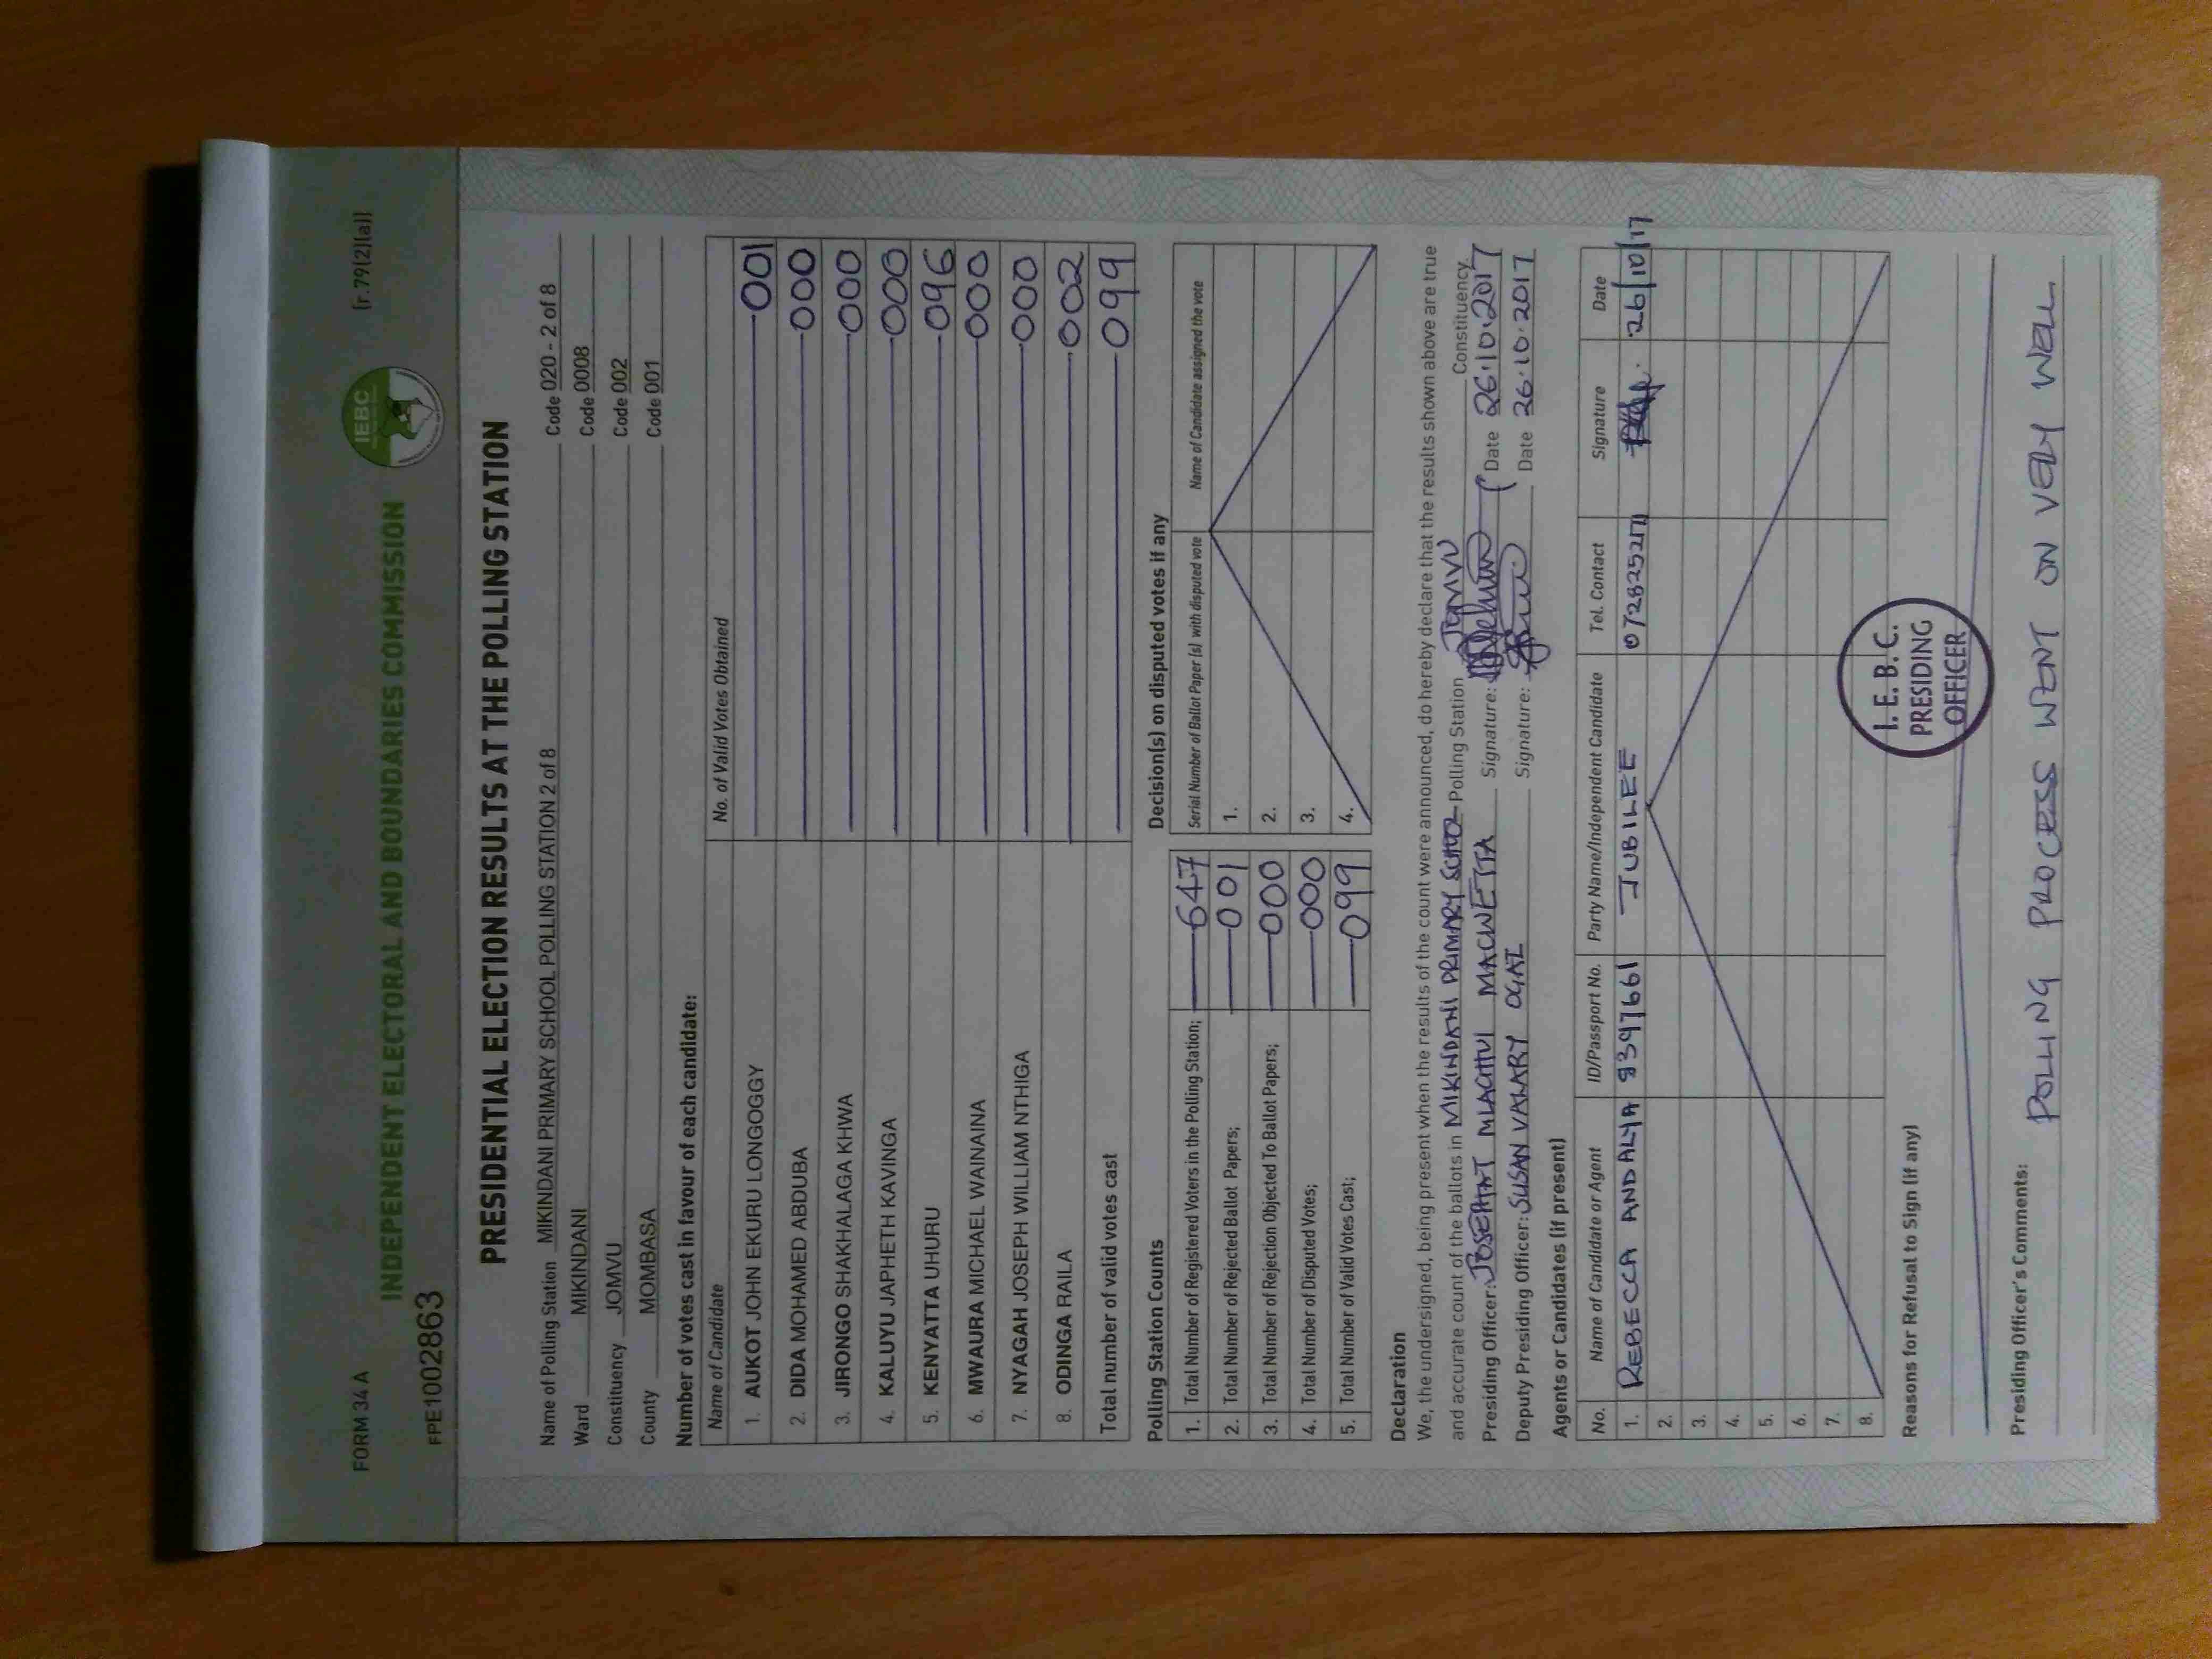 FORM 34 A
(r.79(2)(a))
IEBC
INDEPENDENT ELECTORAL AND BOUNDARIES COMMISSION
FPE1002863
PRESIDENTIAL ELECTION RESULTS AT THE POLLING STATION
Name of Polling Station MIKINDANI PRIMARY SCHOOL POLLING STATION 2 of 8 Code 020 - 2 of 8
Ward MIKINDANI Code 0008
Constituency JOMVU Code 002
County MOMBASA Code 001
Number of votes cast in favour of each candidate:
Name of Candidate No. of Valid Votes Obtained
1. AUKOT JOHN EKURU LONGOGGY 001
2. DIDA MOHAMED ABDUBA 000
3. JIRONGO SHAKHALAGA KHWA 000
4. KALUYU JAPHETH KAVINGA 000
5. KENYATTA UHURU 096
6. MWAURA MICHAEL WAINAINA 000
7. NYAGAH JOSEPH WILLIAM NTHIGA 000
8. ODINGA RAILA 002
Total number of valid votes cast 099
Polling Station Counts
1. Total Number of Registered Voters in the Polling Station; 647
2. Total Number of Rejected Ballot Papers; 001
3. Total Number of Rejection Objected To Ballot Papers; 000
4. Total Number of Disputed Votes; 000
5. Total Number of Valid Votes Cast; 099
Decision(s) on disputed votes if any
Serial Number of Ballot Paper (s) with disputed vote Name of Candidate assigned the vote
1.
2.
3.
4.
Declaration
We, the undersigned, being present when the results of the count were announced, do hereby declare that the results shown above are true
and accurate count of the ballots in MIKINDANI PRIMARY SCHOOL Polling Station JOMVU Constituency
Presiding Officer: JOSEPHAT Signature: Date 26.10.2017
Deputy Presiding Officer: SUSAN VALARY OGAI Signature: Date 26.10.2017
Agents or Candidates (if present)
No. Name of Candidate or Agent ID/Passport No. Party Name/Independent Candidate Tel. Contact Signature Date
1. REBECCA ANDALYA JUBILEE 26/10/17
2.
3.
4.
5.
6.
7.
8.
I. E. B. C.
PRESIDING
OFFICER
Reasons for Refusal to Sign (if any)
Presiding Officer's Comments:
POLLING PROCESS WENT ON VERY WELL